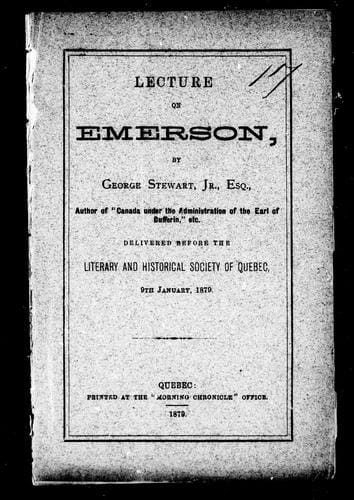 LECTURE
ON
EMERSON,
BY
GEORGE STEWART, JR., ESQ.,
Author of "Canada under the Administration of the Earl of
Dufferin," etc.
DELIVERED BEFORE THE
LITERARY AND HISTORICAL SOCIETY OF QUEBEC,
9TH JANUARY, 1879.
QUEBEC:
PRINTED AT THE "MORNING CHRONICLE" OFFICE.
1879.